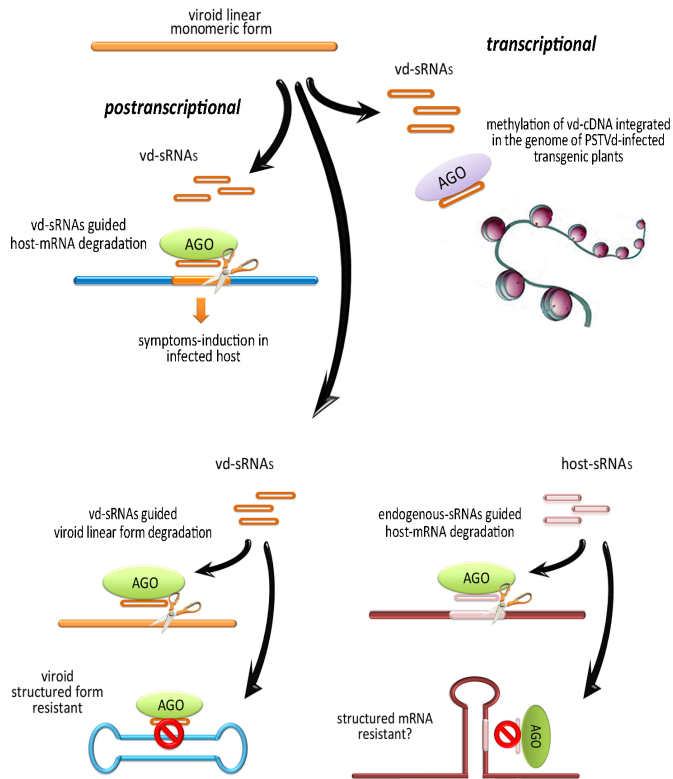 viroid linear
monomeric form
transcriptional
vd-sRNAs
postranscriptional
methylation of vd-cDNA integrated
in the genome of PSTVd-infected
transgenic plants
vd-sRNAs
AGO
vd-sRNAs guided
host-mRNA degradation
AGO
symptoms-induction in
infected host
vd-sRNAs
host-sRNAs
vd-sRNAs guided
viroid linear form degradation
endogenous-sRNAs guided
host-mRNA degradation
AGO
AGO
viroid
structured form
resistant
AGO
structured mRNA
resistant?
AGO